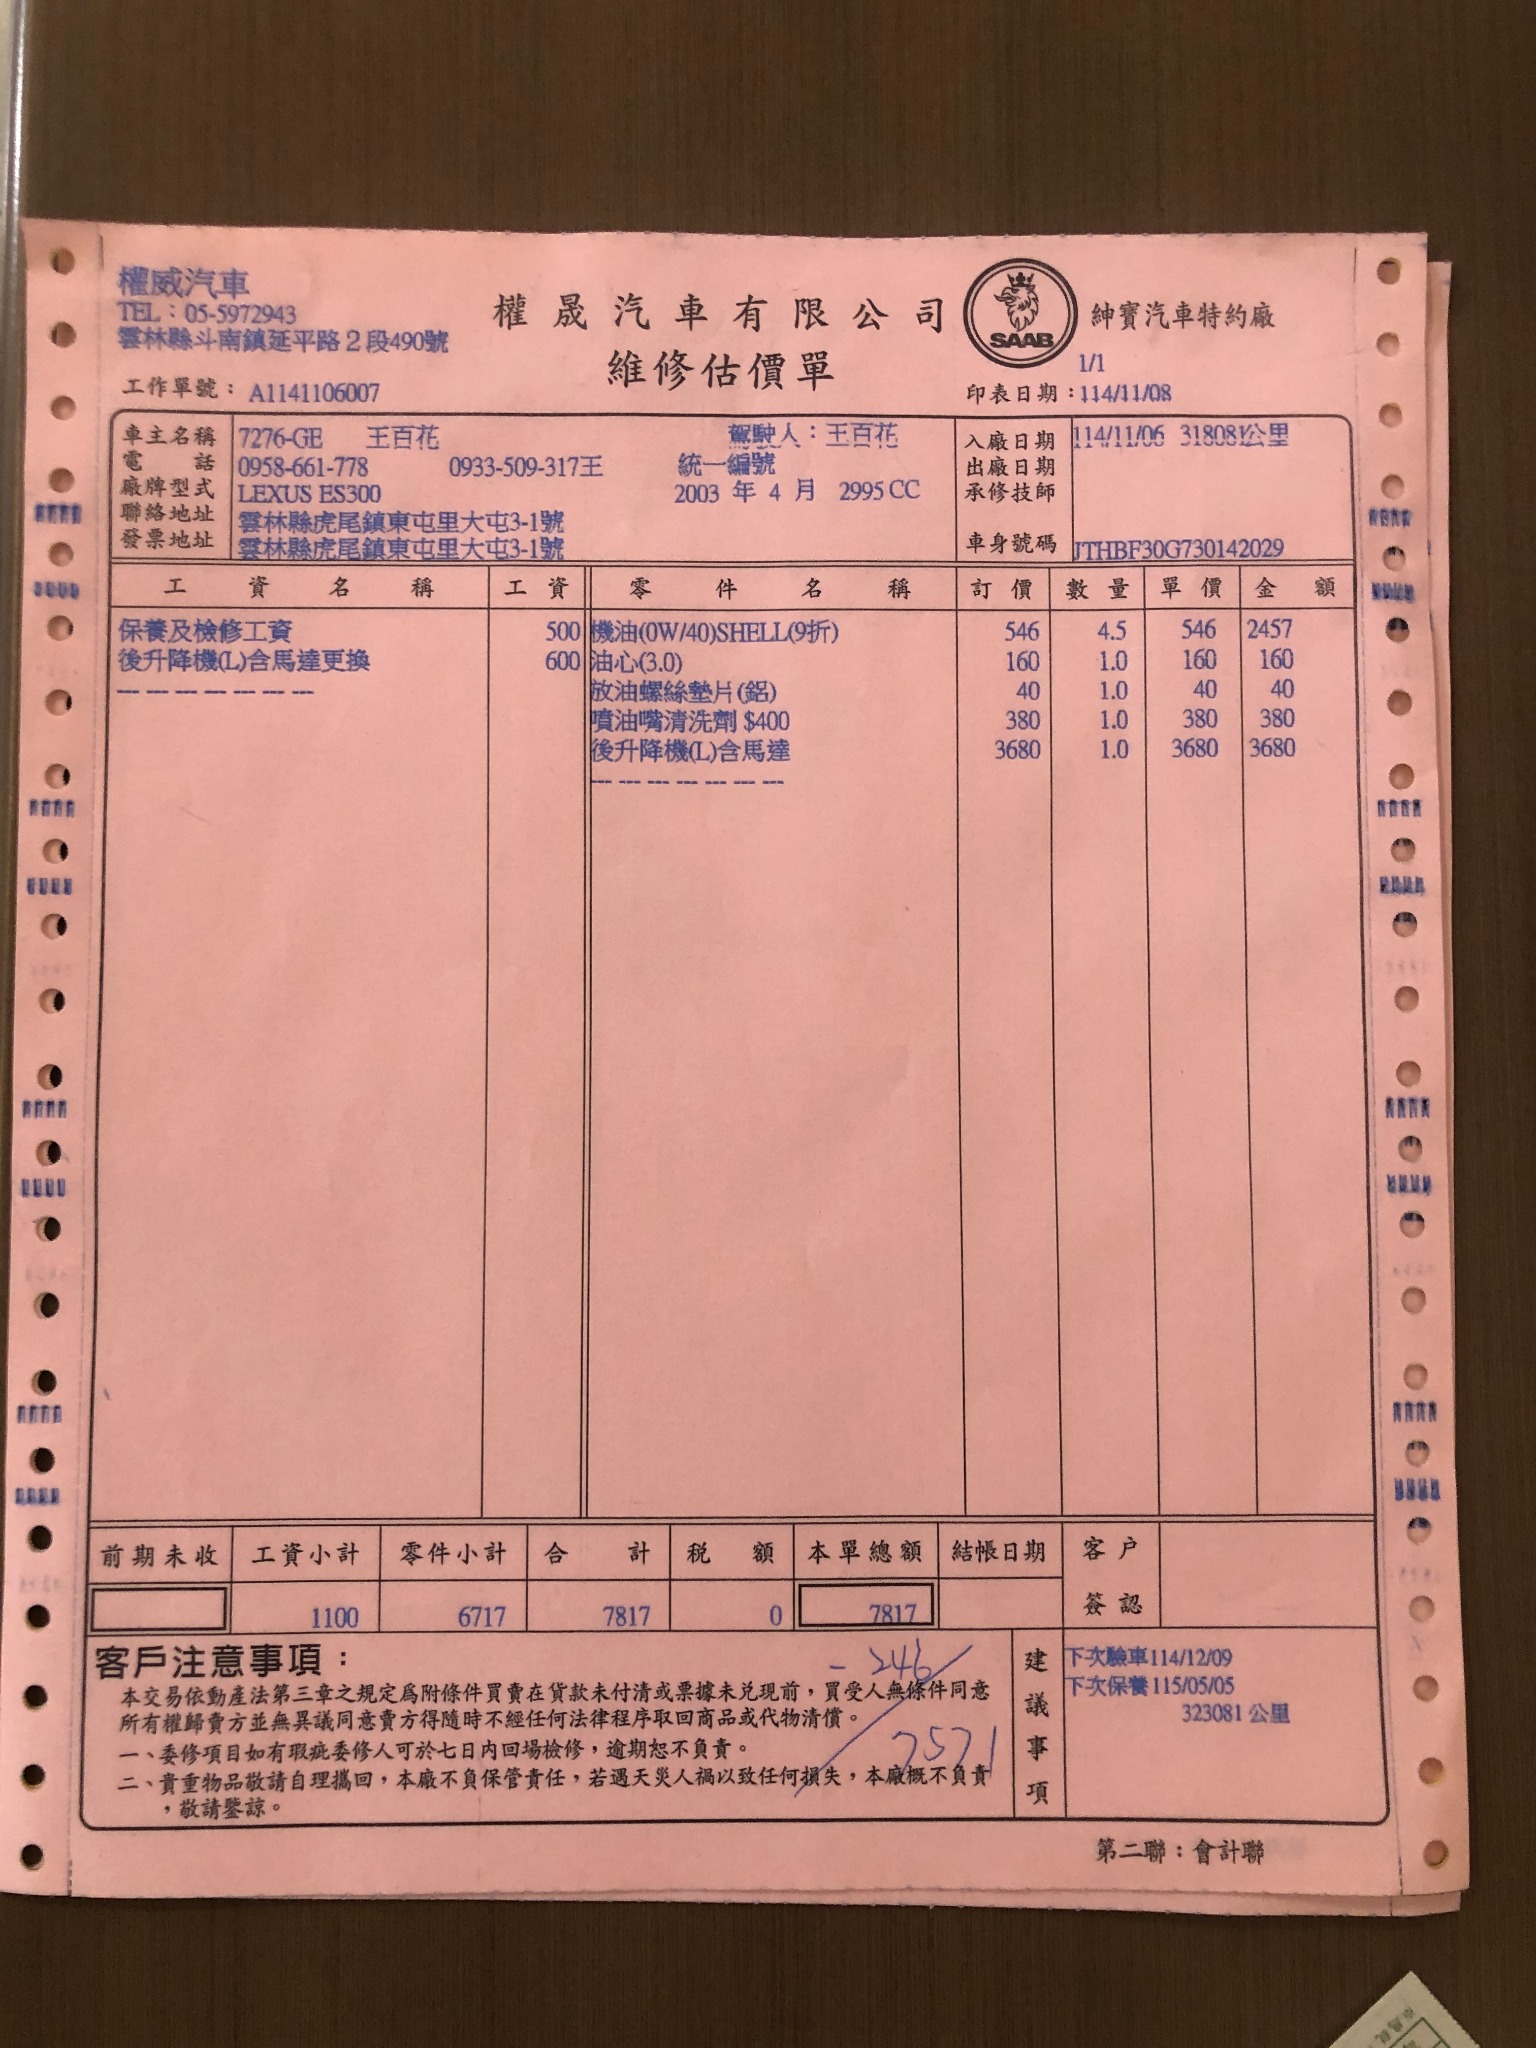 權威汽車
TEL：05-5972943
雲林縣斗南鎮延平路２段490號
權晟汽車有限公司
SAAB
紳寶汽車特約廠
維修估價單
1/1
工作單號：A1141106007
印表日期：114/11/08
車主名稱 7276-GE 王百花 駕駛人：王百花 入廠日期 114/11/06 318081公里
電話 0958-661-778 0933-509-317王 統一編號 出廠日期
廠牌型式 LEXUS ES300 2003 年 4 月 2995 CC 承修技師
聯絡地址 雲林縣虎尾鎮東屯里大屯3-1號
發票地址 雲林縣虎尾鎮東屯里大屯3-1號 車身號碼 JTHBF30G730142029
工資名稱 工資 零件名稱 訂價 數量 單價 金額
保養及檢修工資 500 機油(0W/40)SHELL(9折) 546 4.5 546 2457
後升降機(L)含馬達更換 600 油心(3.0) 160 1.0 160 160
--- --- --- --- --- --- --- 放油螺絲墊片(鋁) 40 1.0 40 40
噴油嘴清洗劑 $400 380 1.0 380 380
後升降機(L)含馬達 3680 1.0 3680 3680
--- --- --- --- --- --- ---
前期未收 工資小計 零件小計 合計 稅額 本單總額 結帳日期 客戶
簽認
1100 6717 7817 0 7817
客戶注意事項：
- 246
7571
本交易依動產法第三章之規定為附條件買賣在貨款未付清或票據未兌現前，買受人無條件同意
所有權歸賣方並無異議同意賣方得隨時不經任何法律程序取回商品或代物清償。
一、委修項目如有瑕疵委修人可於七日內回場檢修，逾期恕不負責。
二、貴重物品敬請自理攜回，本廠不負保管責任，若遇天災人禍以致任何損失，本廠概不負責
，敬請鑒諒。
建議事項
下次驗車114/12/09
下次保養115/05/05
323081 公里
第二聯：會計聯